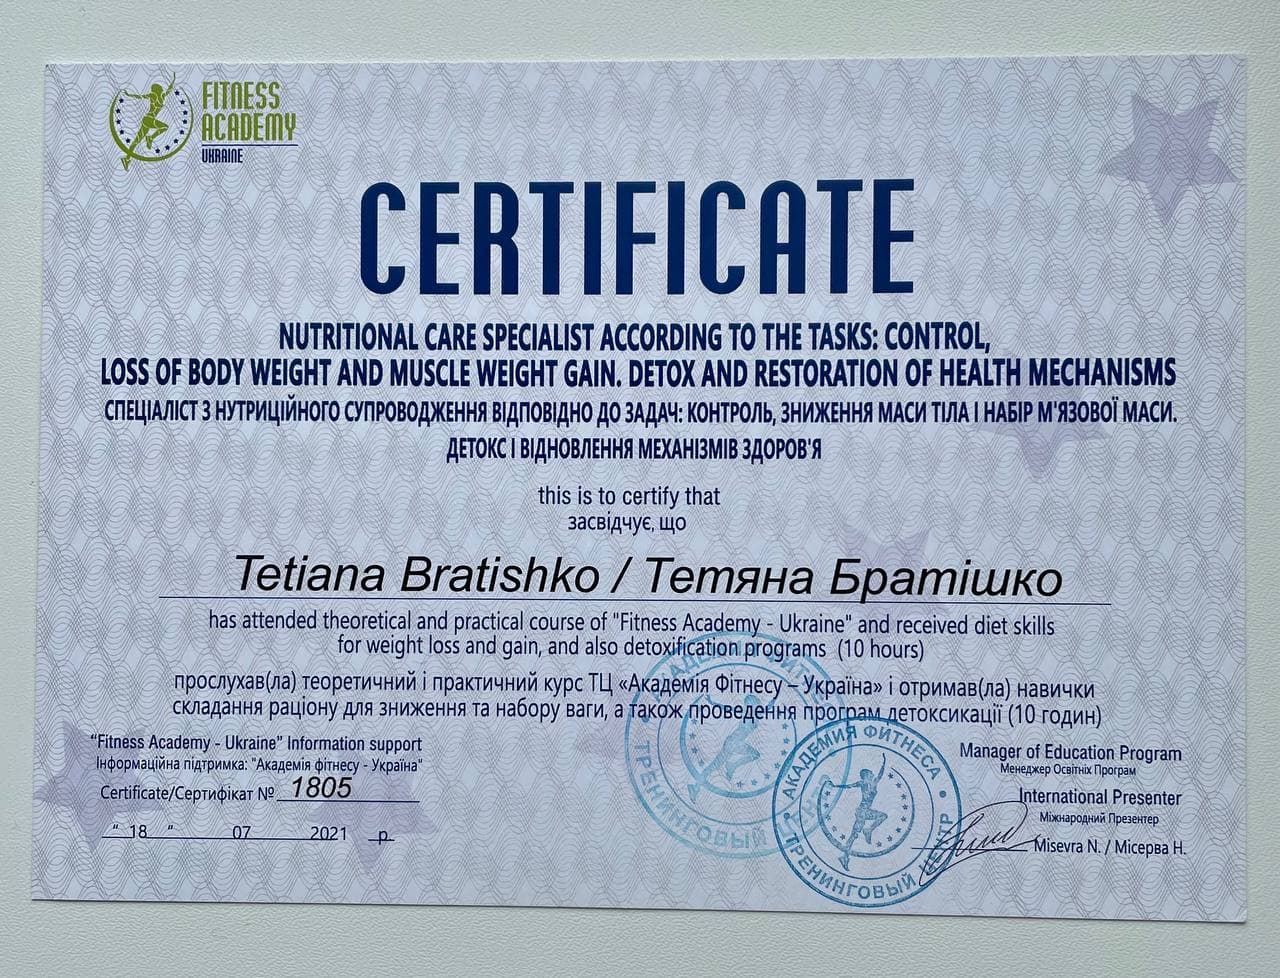 FITNESS
ACADEMY
UKRAINE
CERTIFICATE
NUTRITIONAL CARE SPECIALIST ACCORDING TO THE TASKS: CONTROL,
LOSS OF BODY WEIGHT AND MUSCLE WEIGHT GAIN. DETOX AND RESTORATION OF HEALTH MECHANISMS
СПЕЦІАЛІСТ З НУТРИЦІЙНОГО СУПРОВОДЖЕННЯ ВІДПОВІДНО ДО ЗАДАЧ: КОНТРОЛЬ, ЗНИЖЕННЯ МАСИ ТІЛА І НАБІР М'ЯЗОВОЇ МАСИ.
ДЕТОКС І ВІДНОВЛЕННЯ МЕХАНІЗМІВ ЗДОРОВ'Я
this is to certify that
засвідчує, що
Tetiana Bratishko / Тетяна Братішко
has attended theoretical and practical course of "Fitness Academy - Ukraine" and received diet skills
for weight loss and gain, and also detoxification programs (10 hours)
прослухав(ла) теоретичний і практичний курс ТЦ «Академія Фітнесу – Україна» і отримав(ла) навички
складання раціону для зниження та набору ваги, а також проведення програм детоксикації (10 годин)
“Fitness Academy - Ukraine” Information support
Інформаційна підтримка: "Академія фітнесу - Україна"
Certificate/Сертифікат № 1805
“ 18 “ 07 2021 р.
Manager of Education Program
Менеджер Освітніх Програм
International Presenter
Міжнародний Презентер
Misevra N. / Місерва Н.
АКАДЕМИЯ ФИТНЕСА
ТРЕНИНГОВЫЙ ЦЕНТР
ТРЕНИНГОВЫЙ